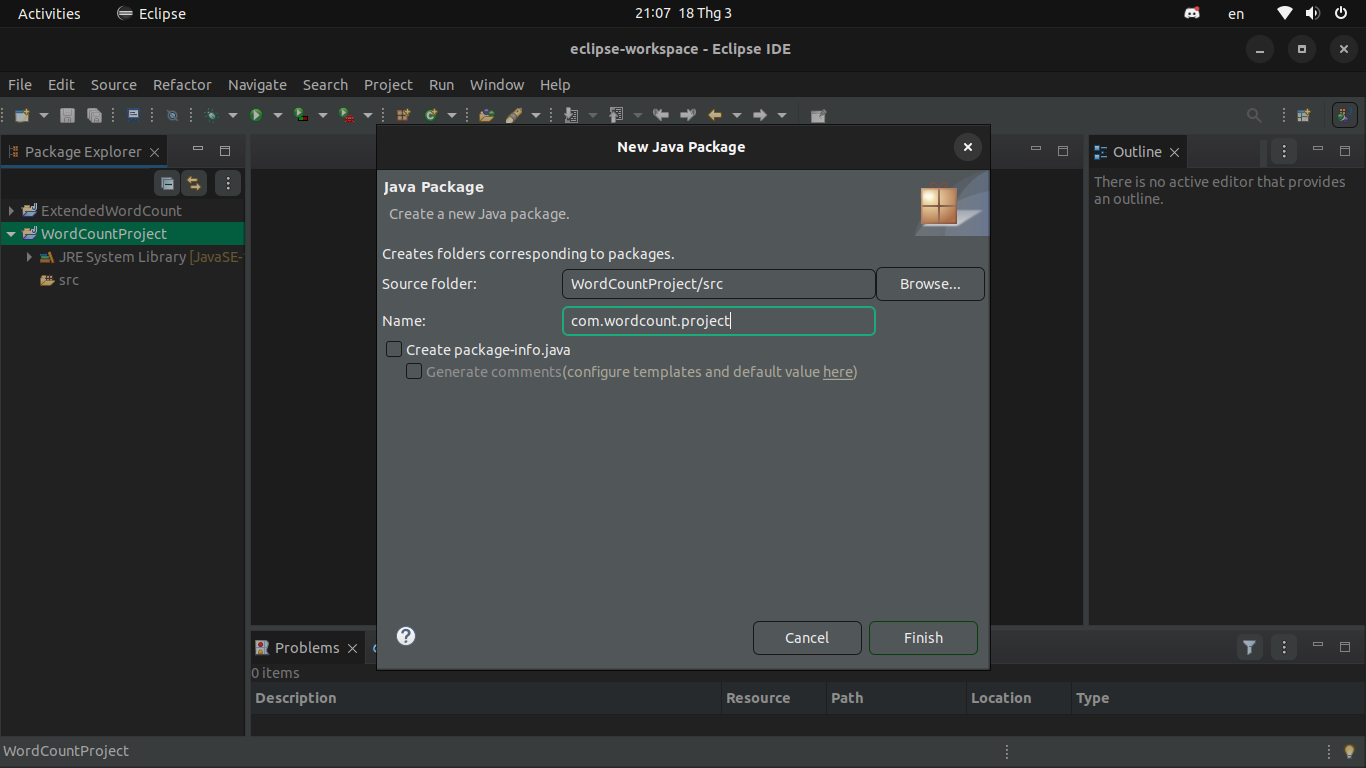 Activities Eclipse 21:07 18 Thg 3 en
eclipse-workspace - Eclipse IDE
File Edit Source Refactor Navigate Search Project Run Window Help
New Java Package
Package Explorer
Outline
Java Package
Create a new Java package.
There is no active editor that provides
an outline.
ExtendedWordCount
WordCountProject
JRE System Library [JavaSE-
src
Creates folders corresponding to packages.
Source folder: WordCountProject/src Browse...
Name: com.wordcount.project
Create package-info.java
Generate comments(configure templates and default value here)
? Cancel Finish
Problems
0 items
Description Resource Path Location Type
WordCountProject